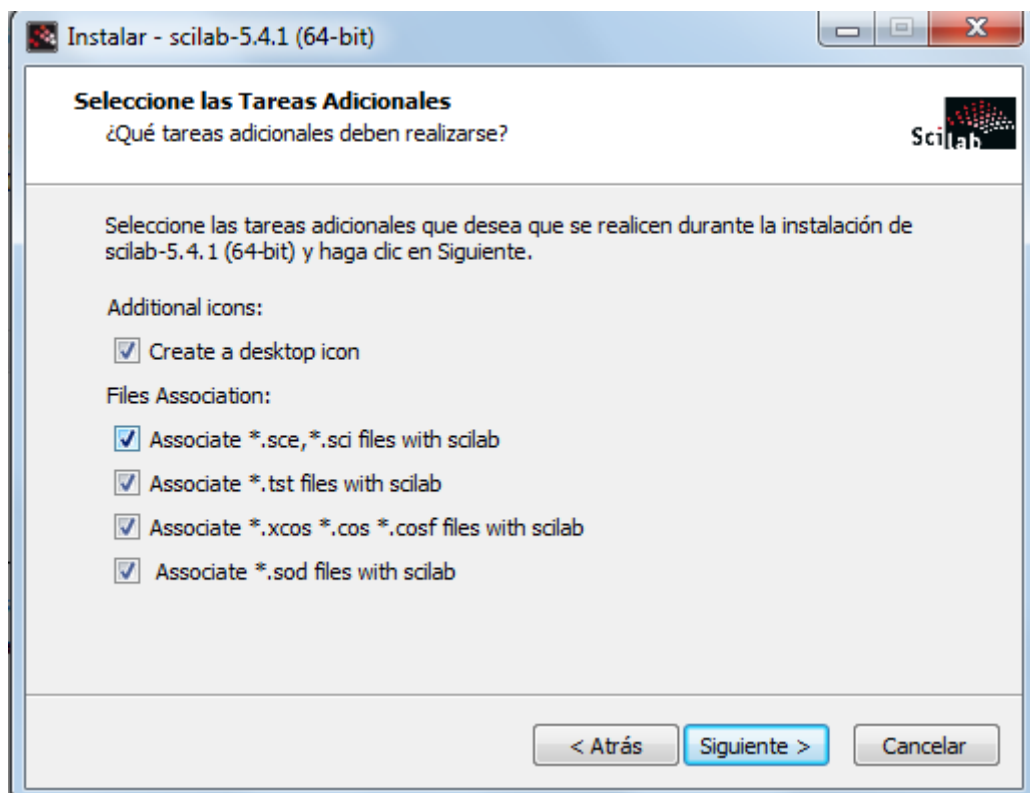 Instalar - scilab-5.4.1 (64-bit)
Seleccione las Tareas Adicionales
¿Qué tareas adicionales deben realizarse?
Scilab
Seleccione las tareas adicionales que desea que se realicen durante la instalación de
scilab-5.4.1 (64-bit) y haga clic en Siguiente.
Additional icons:
Create a desktop icon
Files Association:
Associate *.sce,*.sci files with scilab
Associate *.tst files with scilab
Associate *.xcos *.cos *.cosf files with scilab
Associate *.sod files with scilab
< Atrás Siguiente > Cancelar